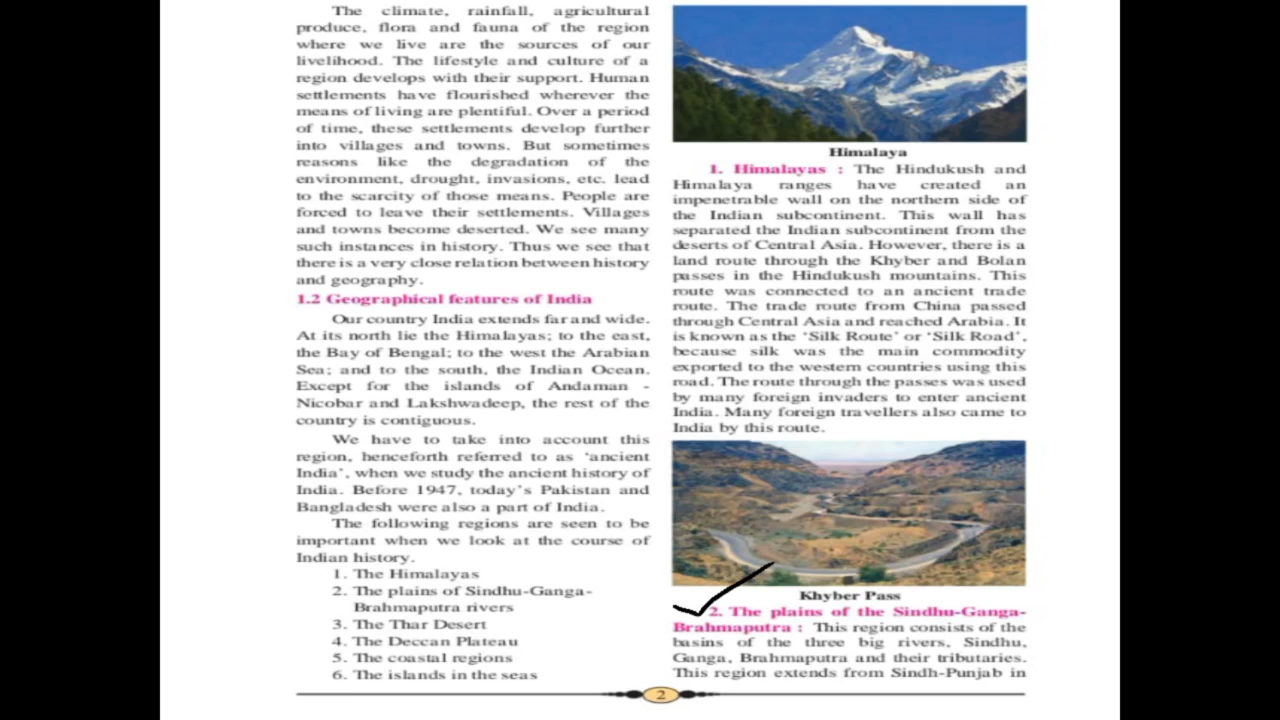 The climate, rainfall, agricultural
produce, flora and fauna of the region
where we live are the sources of our
livelihood. The lifestyle and culture of a
region develops with their support. Human
settlements have flourished wherever the
means of living are plentiful. Over a period
of time, these settlements develop further
into villages and towns. But sometimes
reasons like the degradation of the
environment, drought, invasions, etc. lead
to the scarcity of those means. People are
forced to leave their settlements. Villages
and towns become deserted. We see many
such instances in history. Thus we see that
there is a very close relation between history
and geography.
1.2 Geographical features of India
Our country India extends far and wide.
At its north lie the Himalayas; to the east,
the Bay of Bengal; to the west the Arabian
Sea; and to the south, the Indian Ocean.
Except for the islands of Andaman -
Nicobar and Lakshwadeep, the rest of the
country is contiguous.
We have to take into account this
region, henceforth referred to as 'ancient
India', when we study the ancient history of
India. Before 1947, today's Pakistan and
Bangladesh were also a part of India.
The following regions are seen to be
important when we look at the course of
Indian history.
1. The Himalayas
2. The plains of Sindhu-Ganga-
Brahmaputra rivers
3. The Thar Desert
4. The Deccan Plateau
5. The coastal regions
6. The islands in the seas
Himalaya
1. Himalayas : The Hindukush and
Himalaya ranges have created an
impenetrable wall on the northern side of
the Indian subcontinent. This wall has
separated the Indian subcontinent from the
deserts of Central Asia. However, there is a
land route through the Khyber and Bolan
passes in the Hindukush mountains. This
route was connected to an ancient trade
route. The trade route from China passed
through Central Asia and reached Arabia. It
is known as the 'Silk Route' or 'Silk Road',
because silk was the main commodity
exported to the western countries using this
road. The route through the passes was used
by many foreign invaders to enter ancient
India. Many foreign travellers also came to
India by this route.
Khyber Pass
2. The plains of the Sindhu-Ganga-
Brahmaputra : This region consists of the
basins of the three big rivers, Sindhu,
Ganga, Brahmaputra and their tributaries.
This region extends from Sindh-Punjab in
2